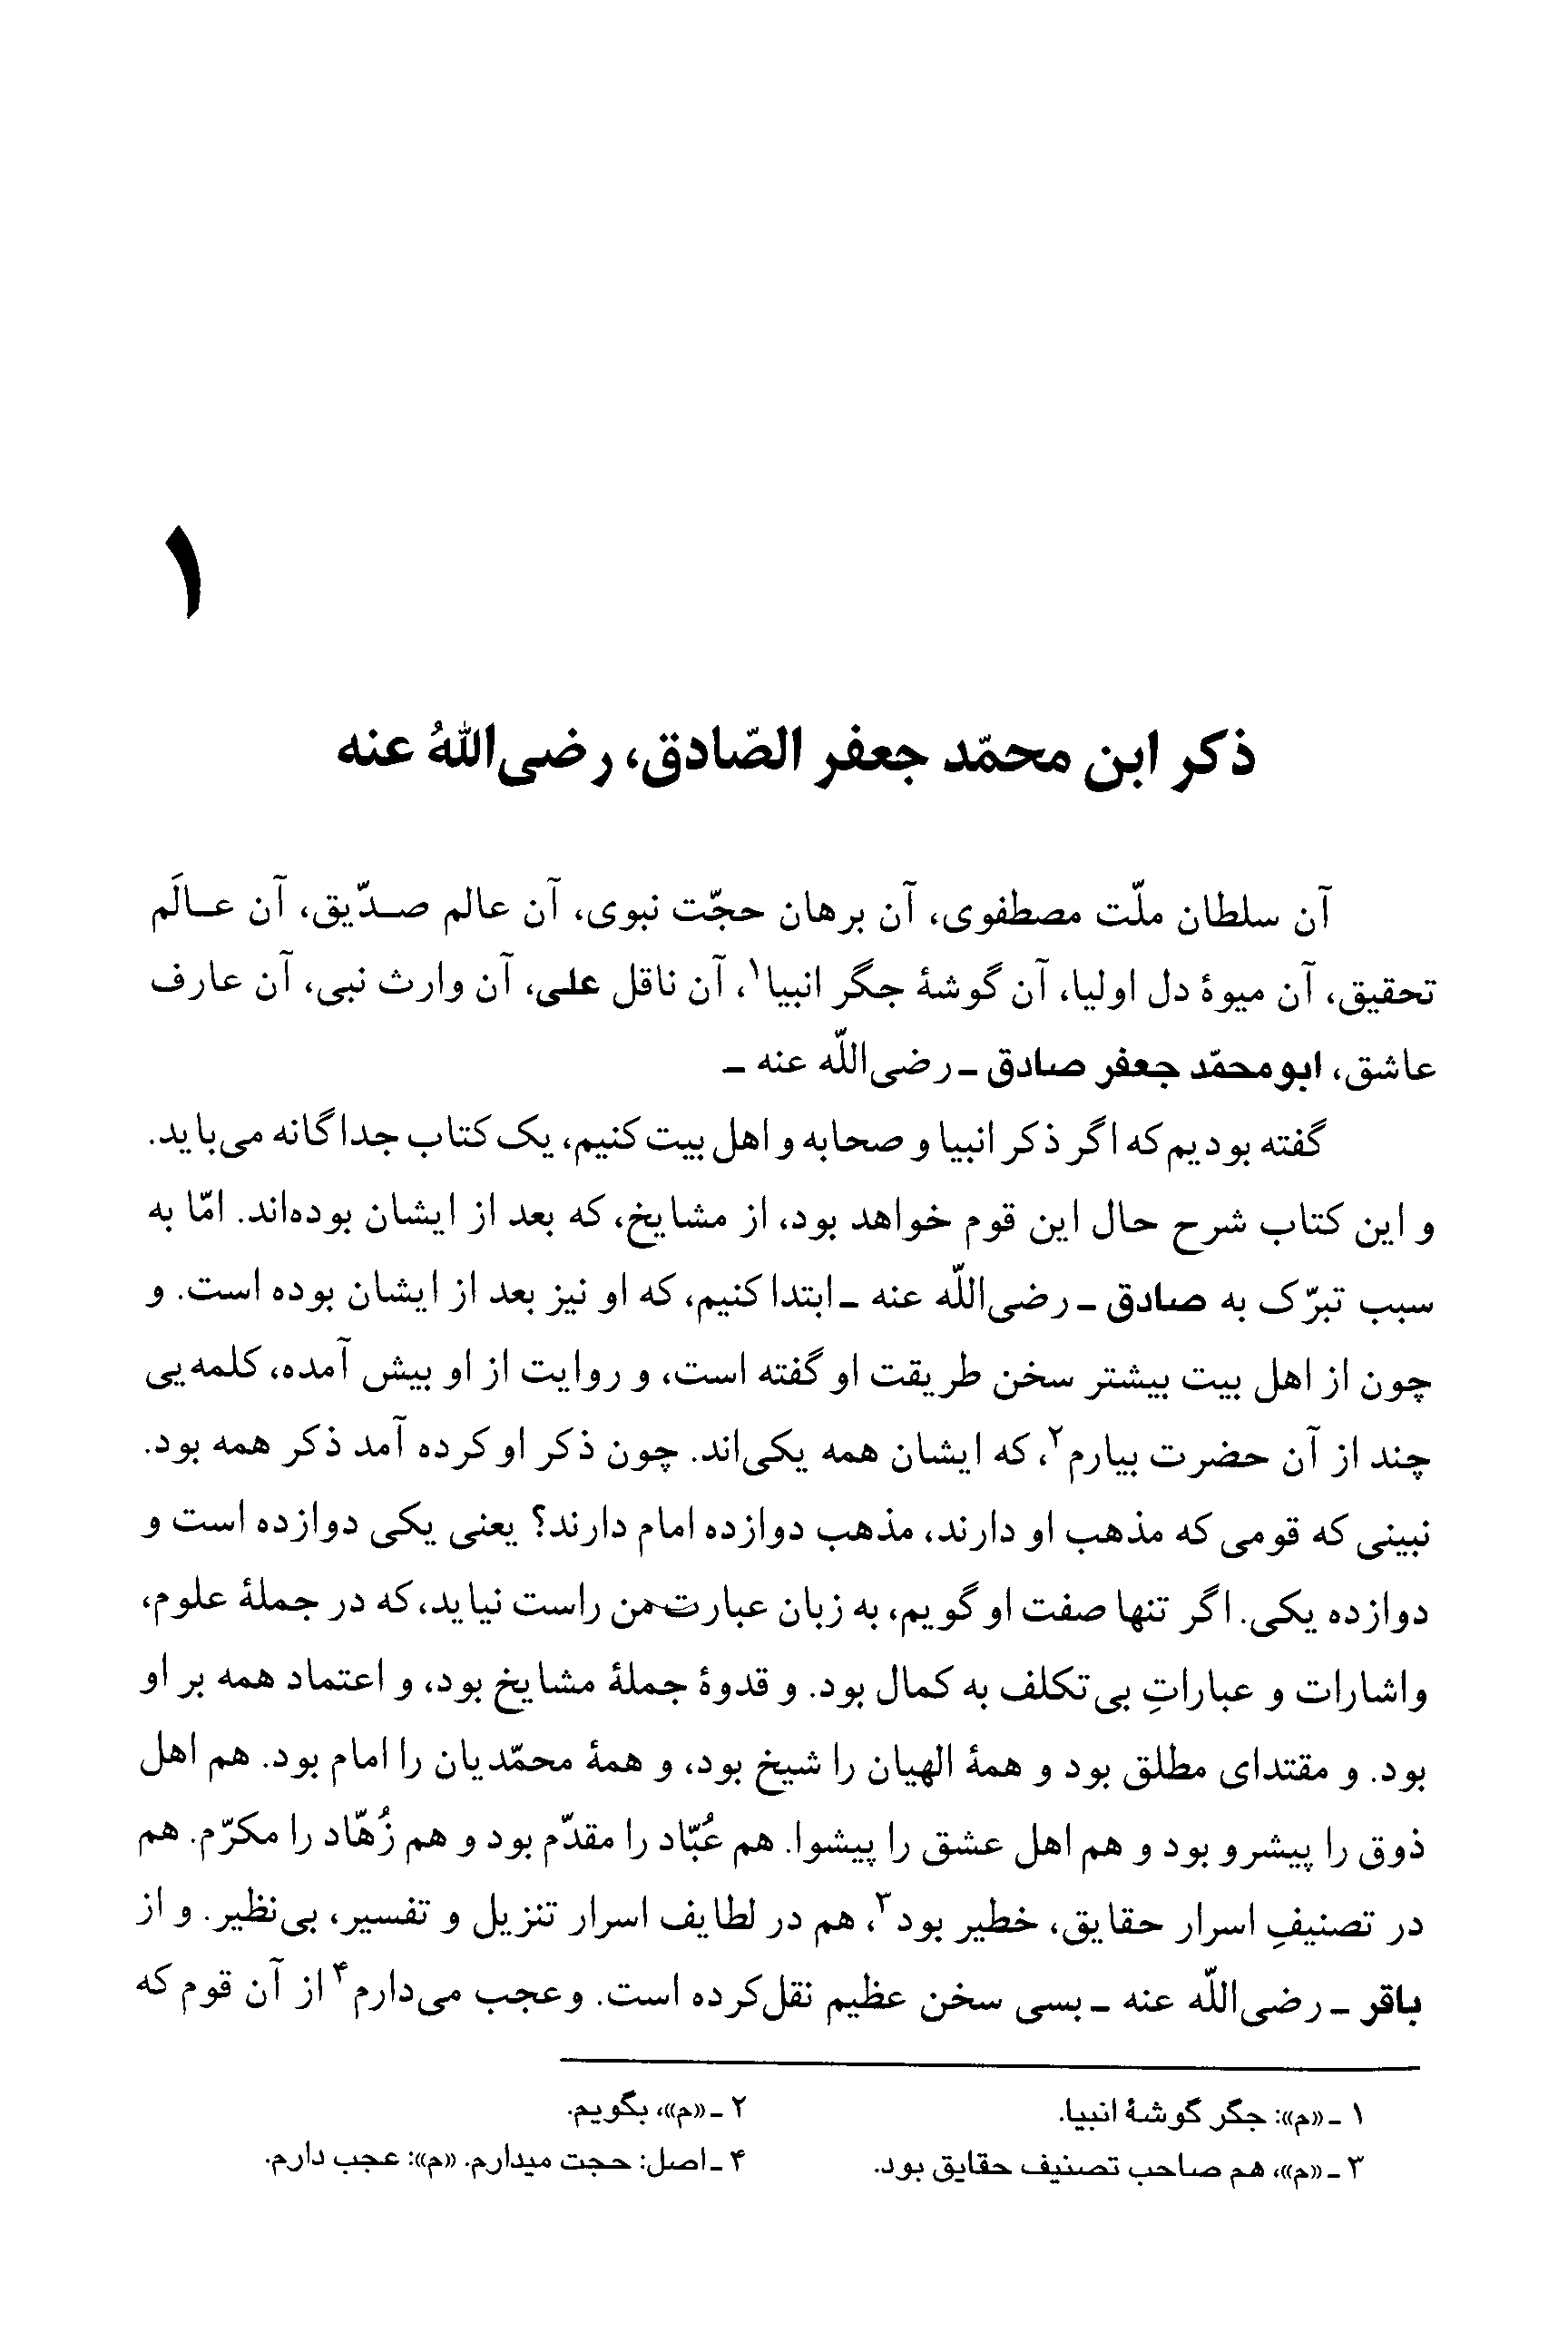 ۱
ذکر ابن محمّد جعفر الصّادق، رضی‌اللهُ عنه
آن سلطان ملّت مصطفوی، آن برهان حجّت نبوی، آن عالم صـدّیق، آن عـالَم
تحقیق، آن میوهٔ دل اولیا، آن گوشهٔ جگر انبیا۱، آن ناقل علی، آن وارث نبی، آن عارف
عاشق، ابومحمّد جعفر صادق ـ رضی‌اللّه عنه ـ
گفته بودیم که اگر ذکر انبیا و صحابه و اهل بیت کنیم، یک کتاب جداگانه می‌باید.
و این کتاب شرح حال این قوم خواهد بود، از مشایخ، که بعد از ایشان بوده‌اند. امّا به
سبب تبرّک به صادق ـ رضی‌اللّه عنه ـ ابتدا کنیم، که او نیز بعد از ایشان بوده است. و
چون از اهل بیت بیشتر سخن طریقت او گفته است، و روایت از او بیش آمده، کلمه‌یی
چند از آن حضرت بیارم۲، که ایشان همه یکی‌اند. چون ذکر او کرده آمد ذکر همه بود.
نبینی که قومی که مذهب او دارند، مذهب دوازده امام دارند؟ یعنی یکی دوازده است و
دوازده یکی. اگر تنها صفت او گویم، به زبان عبارت من راست نیاید، که در جملهٔ علوم،
و اشارات و عباراتِ بی‌تکلف به کمال بود. و قدوهٔ جملهٔ مشایخ بود، و اعتماد همه بر او
بود. و مقتدای مطلق بود و همهٔ الهیان را شیخ بود، و همهٔ محمّدیان را امام بود. هم اهل
ذوق را پیشرو بود و هم اهل عشق را پیشوا. هم عُبّاد را مقدّم بود و هم زُهّاد را مکرّم. هم
در تصنیفِ اسرار حقایق، خطیر بود۳، هم در لطایف اسرار تنزیل و تفسیر، بی‌نظیر. و از
باقر ـ رضی‌اللّه عنه ـ بسی سخن عظیم نقل کرده است. و عجب می‌دارم۴ از آن قوم که
۱ ـ «م»: جگر گوشهٔ انبیا. ۲ ـ «م»، بگویم.
۳ ـ «م»، هم صاحب تصنیف حقایق بود. ۴ ـ اصل: حجت میدارم. «م»: عجب دارم.